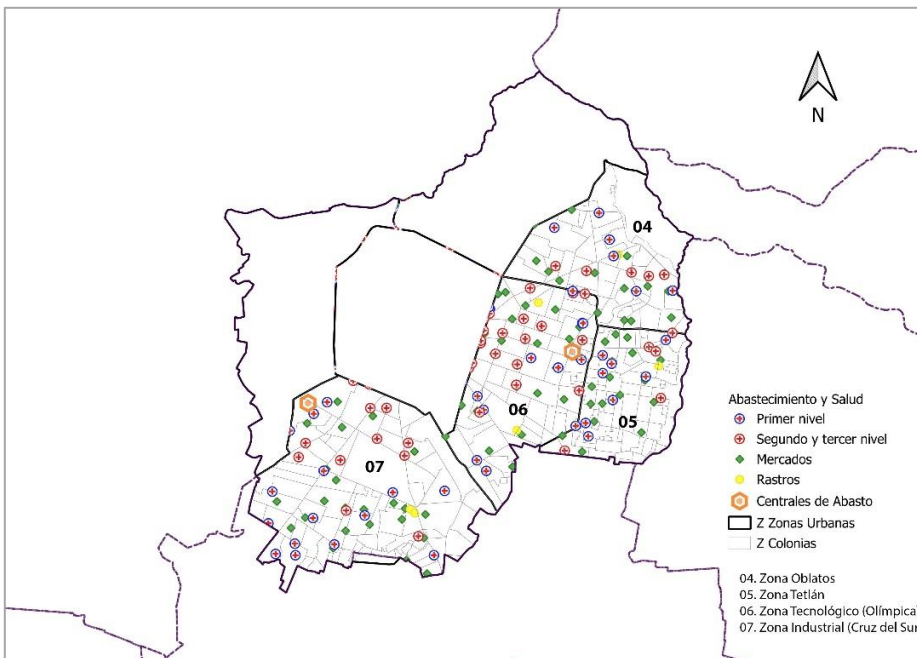 N
04
06
05
07
Abastecimiento y Salud
Primer nivel
Segundo y tercer nivel
Mercados
Rastros
Centrales de Abasto
Z Zonas Urbanas
Z Colonias
04. Zona Oblatos
05. Zona Tetlán
06. Zona Tecnológico (Olímpica)
07. Zona Industrial (Cruz del Sur